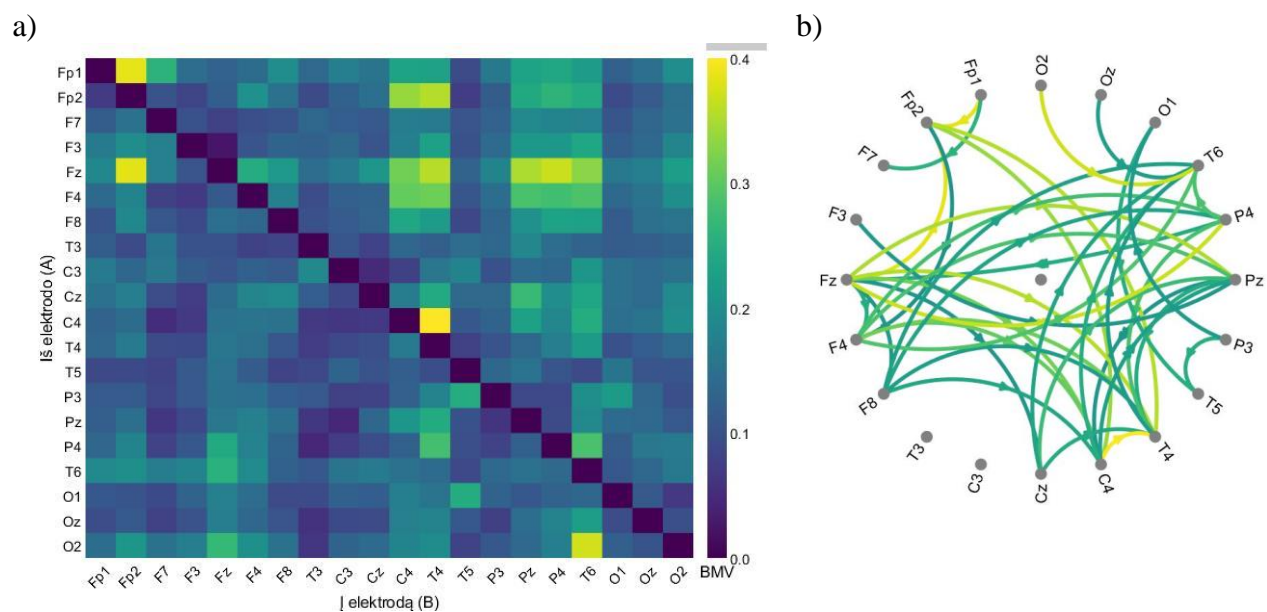 a)
b)
Iš elektrodo (A)
Fp1
Fp2
F7
F3
Fz
F4
F8
T3
C3
Cz
C4
T4
T5
P3
Pz
P4
T6
O1
Oz
O2
Fp1 Fp2 F7 F3 Fz F4 F8 T3 C3 Cz C4 T4 T5 P3 Pz P4 T6 O1 Oz O2
Į elektrodą (B)
0.4
0.3
0.2
0.1
0.0
BMV
Fp1
O2
Oz
O1
Fp2
T6
F7
P4
F3
Pz
Fz
P3
F4
T5
F8
T4
T3
C3
Cz
C4